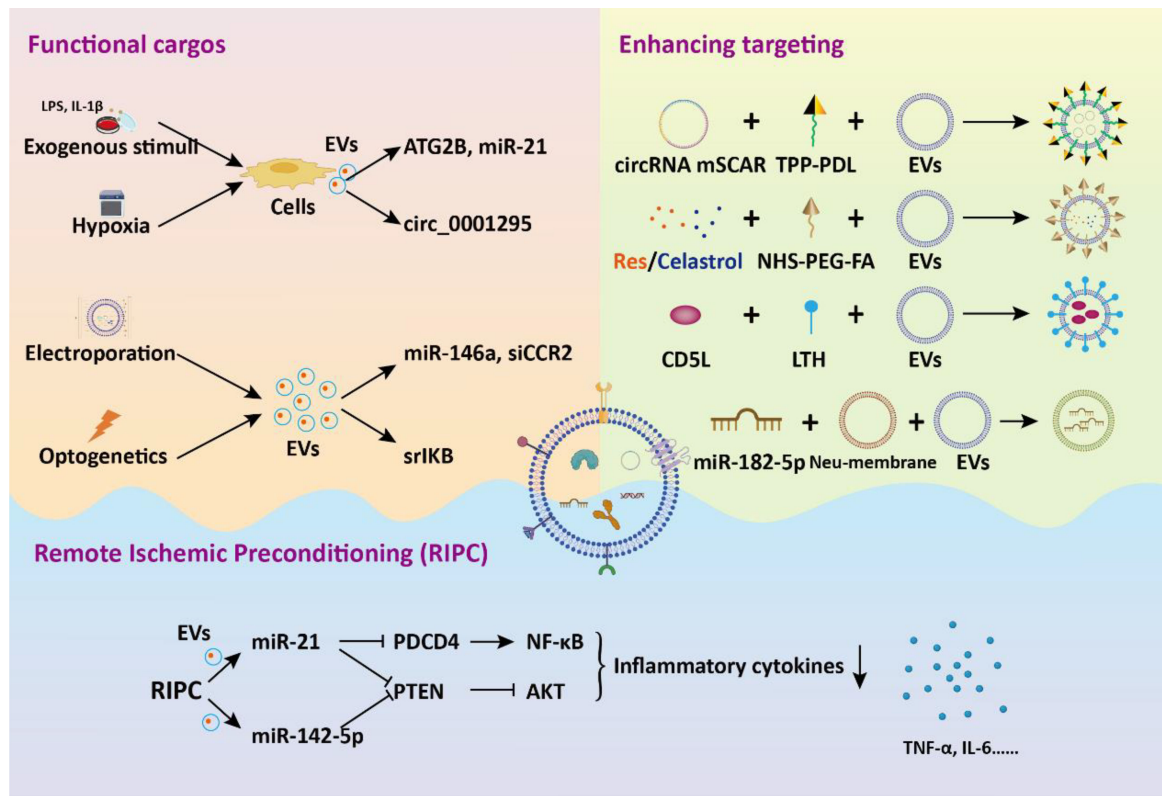 Functional cargos
LPS, IL-1β
Exogenous stimuli
Hypoxia
Cells
EVs
ATG2B, miR-21
circ_0001295
Electroporation
Optogenetics
EVs
miR-146a, siCCR2
srIKB
Enhancing targeting
+ +
circRNA mSCAR TPP-PDL EVs
+ +
Res/Celastrol NHS-PEG-FA EVs
+ +
CD5L LTH EVs
+ +
miR-182-5p Neu-membrane EVs
Remote Ischemic Preconditioning (RIPC)
EVs
RIPC
miR-21 PDCD4 NF-κB
PTEN AKT
miR-142-5p
Inflammatory cytokines
TNF-α, IL-6......